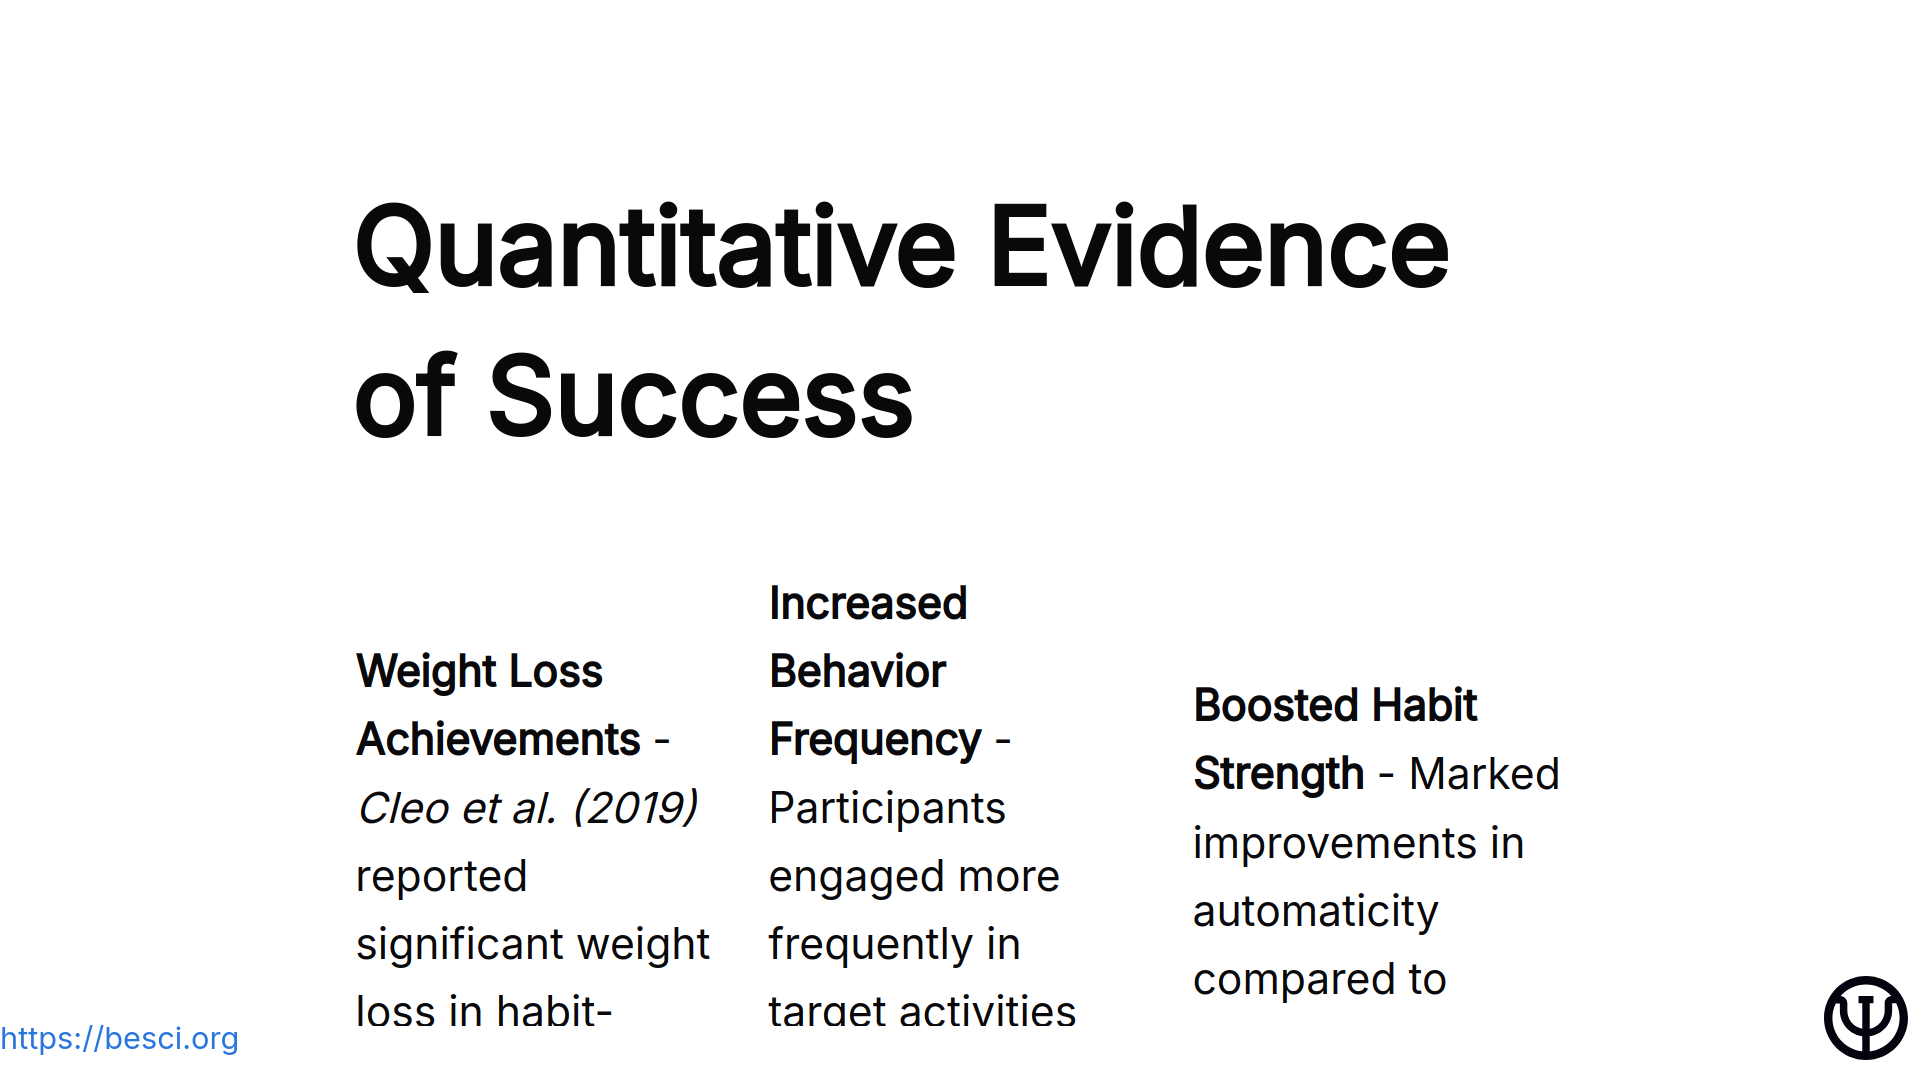 Quantitative Evidence
of Success
Weight Loss
Achievements -
Cleo et al. (2019)
reported
significant weight
loss in habit-
Increased
Behavior
Frequency -
Participants
engaged more
frequently in
target activities
Boosted Habit
Strength - Marked
improvements in
automaticity
compared to
https://besci.org